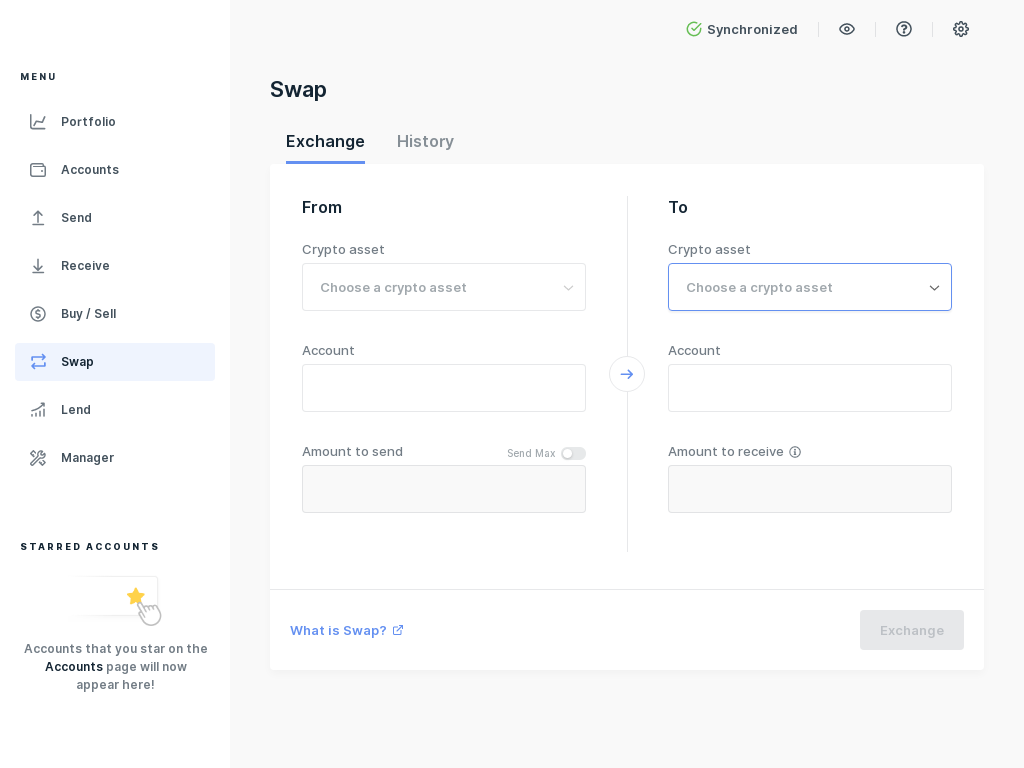 Synchronized
MENU
Portfolio
Accounts
Send
Receive
Buy / Sell
Swap
Lend
Manager
STARRED ACCOUNTS
Accounts that you star on the
Accounts page will now
appear here!
Swap
Exchange
History
From
Crypto asset
Choose a crypto asset
Account
Amount to send
Send Max
To
Crypto asset
Choose a crypto asset
Account
Amount to receive
What is Swap?
Exchange